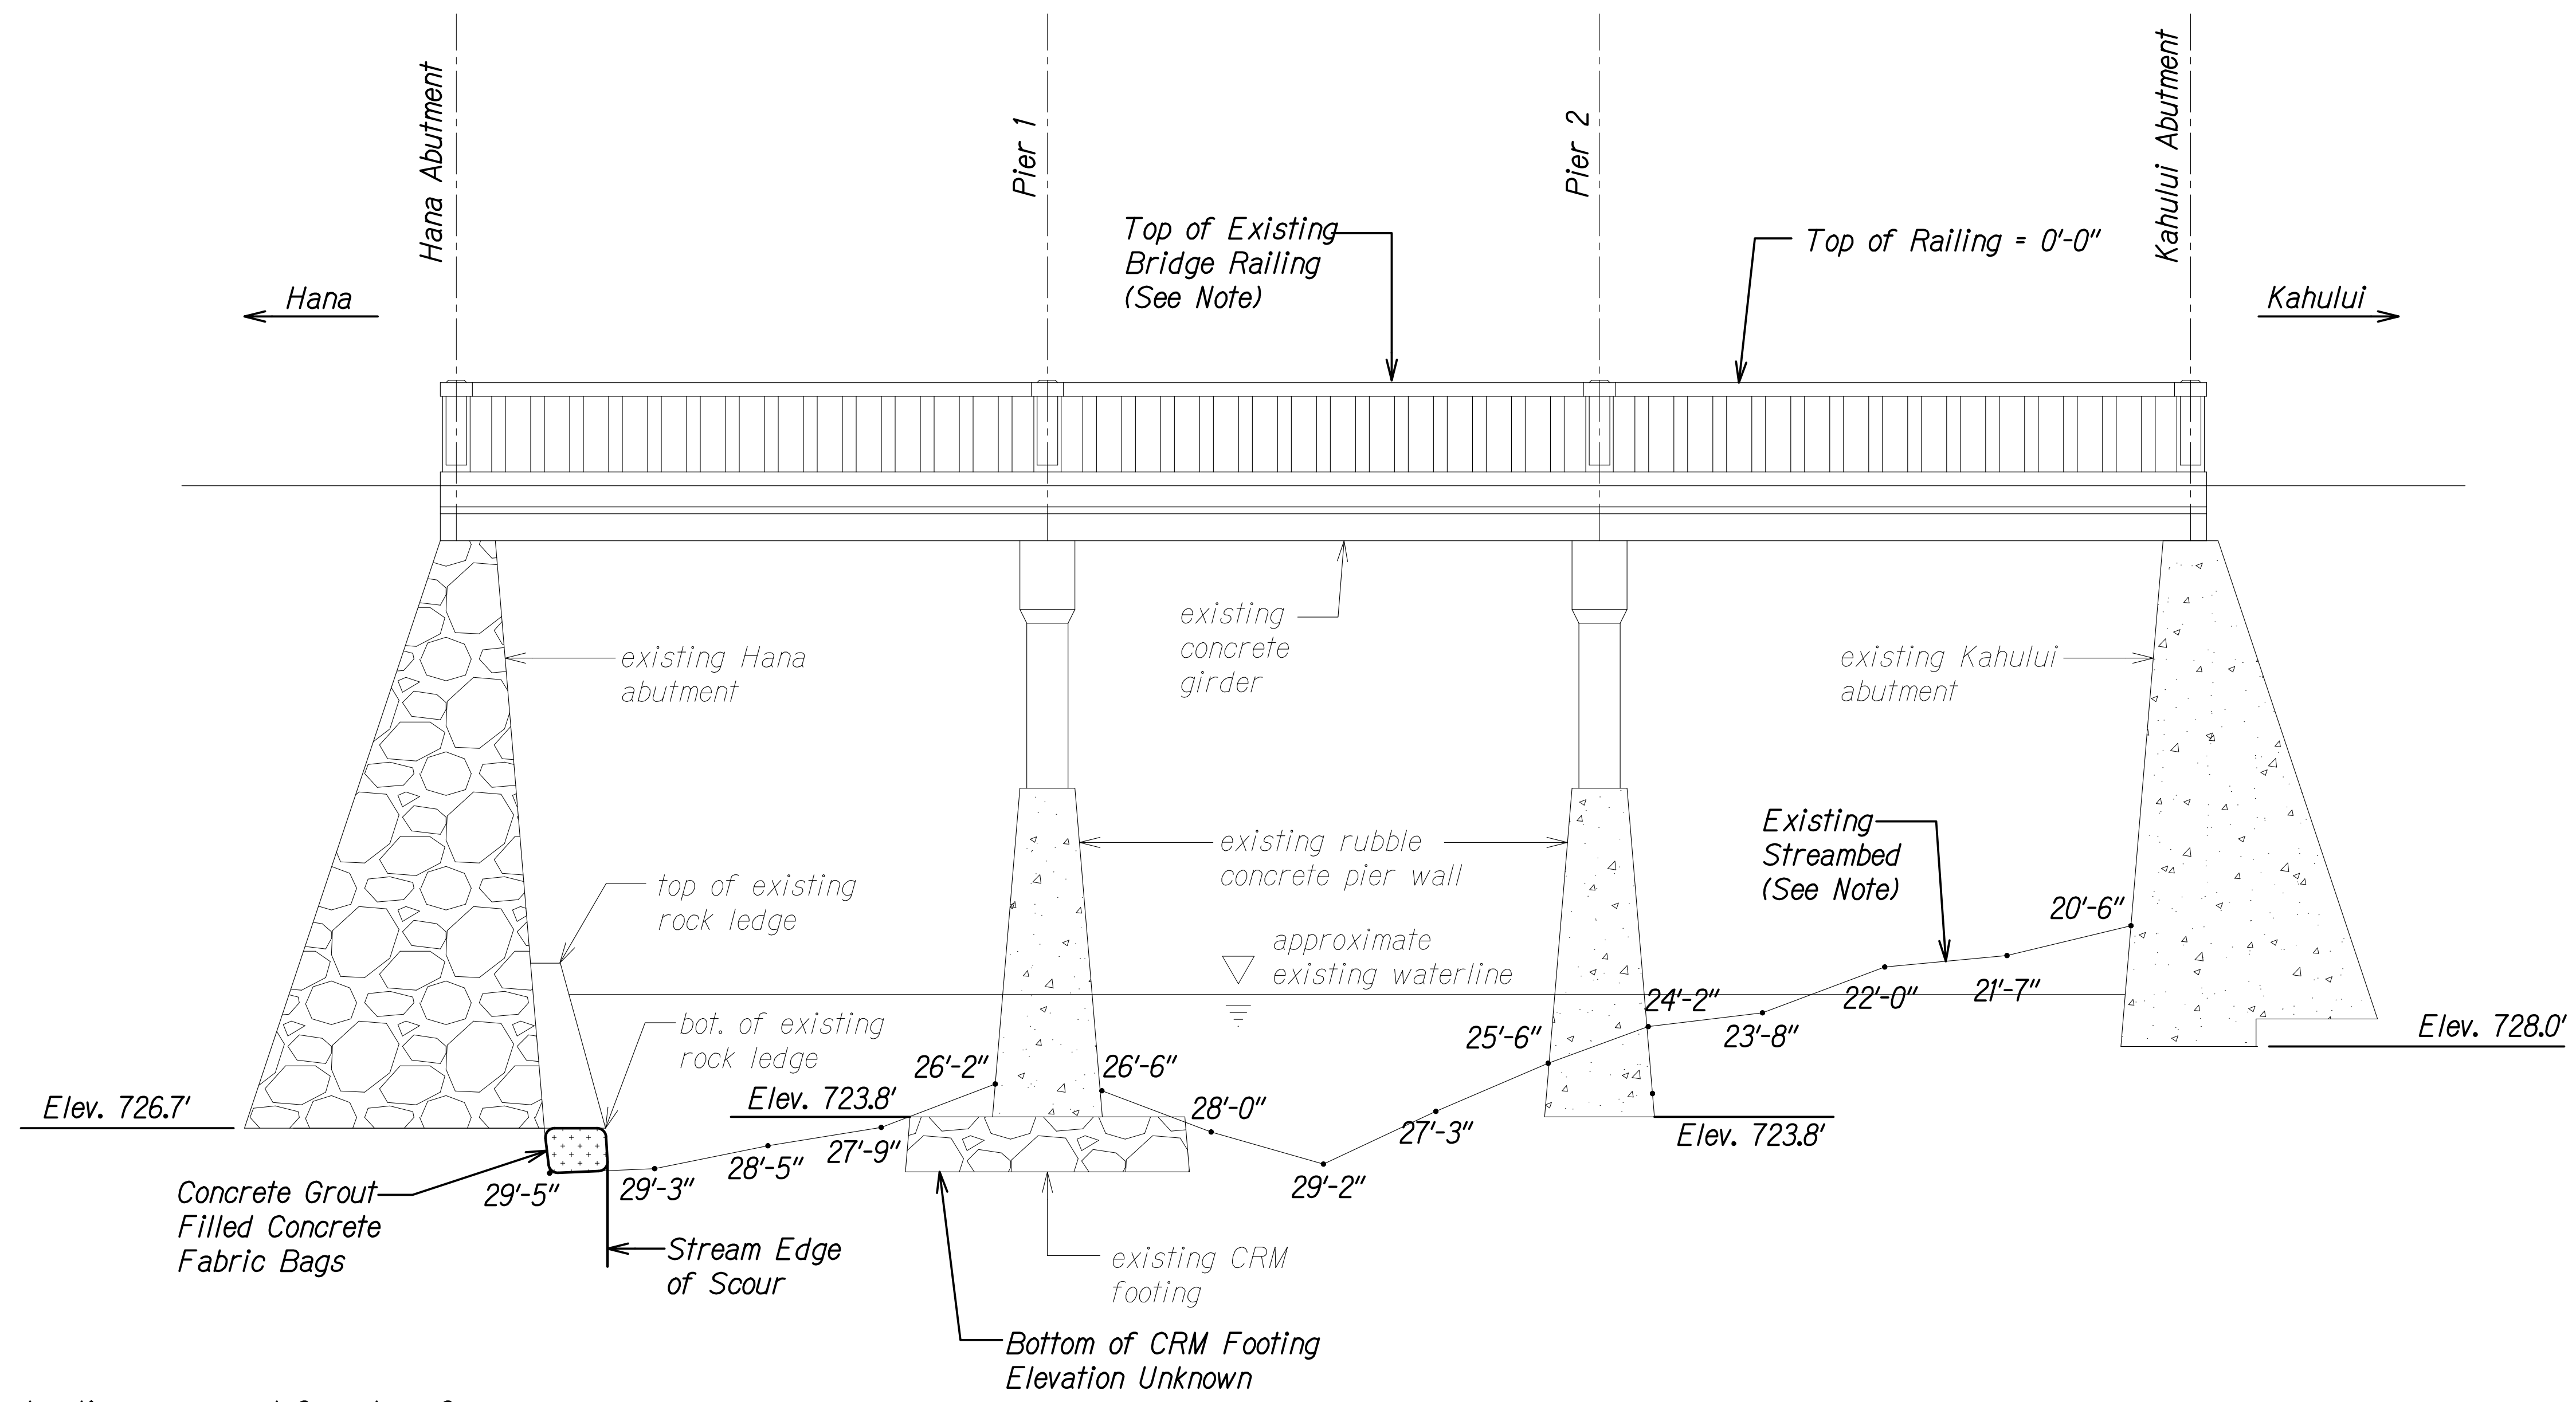 Hana Abutment
Pier 1
Pier 2
Kahului Abutment
Top of Existing
Bridge Railing
(See Note)
Top of Railing = 0'-0"
Hana
Kahului
existing Hana
abutment
existing
concrete
girder
existing Kahului
abutment
existing rubble
concrete pier wall
Existing
Streambed
(See Note)
top of existing
rock ledge
approximate
existing waterline
20'-6"
21'-7"
22'-0"
24'-2"
23'-8"
25'-6"
bot. of existing
rock ledge
26'-2"
26'-6"
Elev. 728.0'
Elev. 726.7'
Elev. 723.8'
28'-0"
27'-3"
Elev. 723.8'
27'-9"
28'-5"
29'-3"
29'-5"
29'-2"
Concrete Grout
Filled Concrete
Fabric Bags
Stream Edge
of Scour
existing CRM
footing
Bottom of CRM Footing
Elevation Unknown